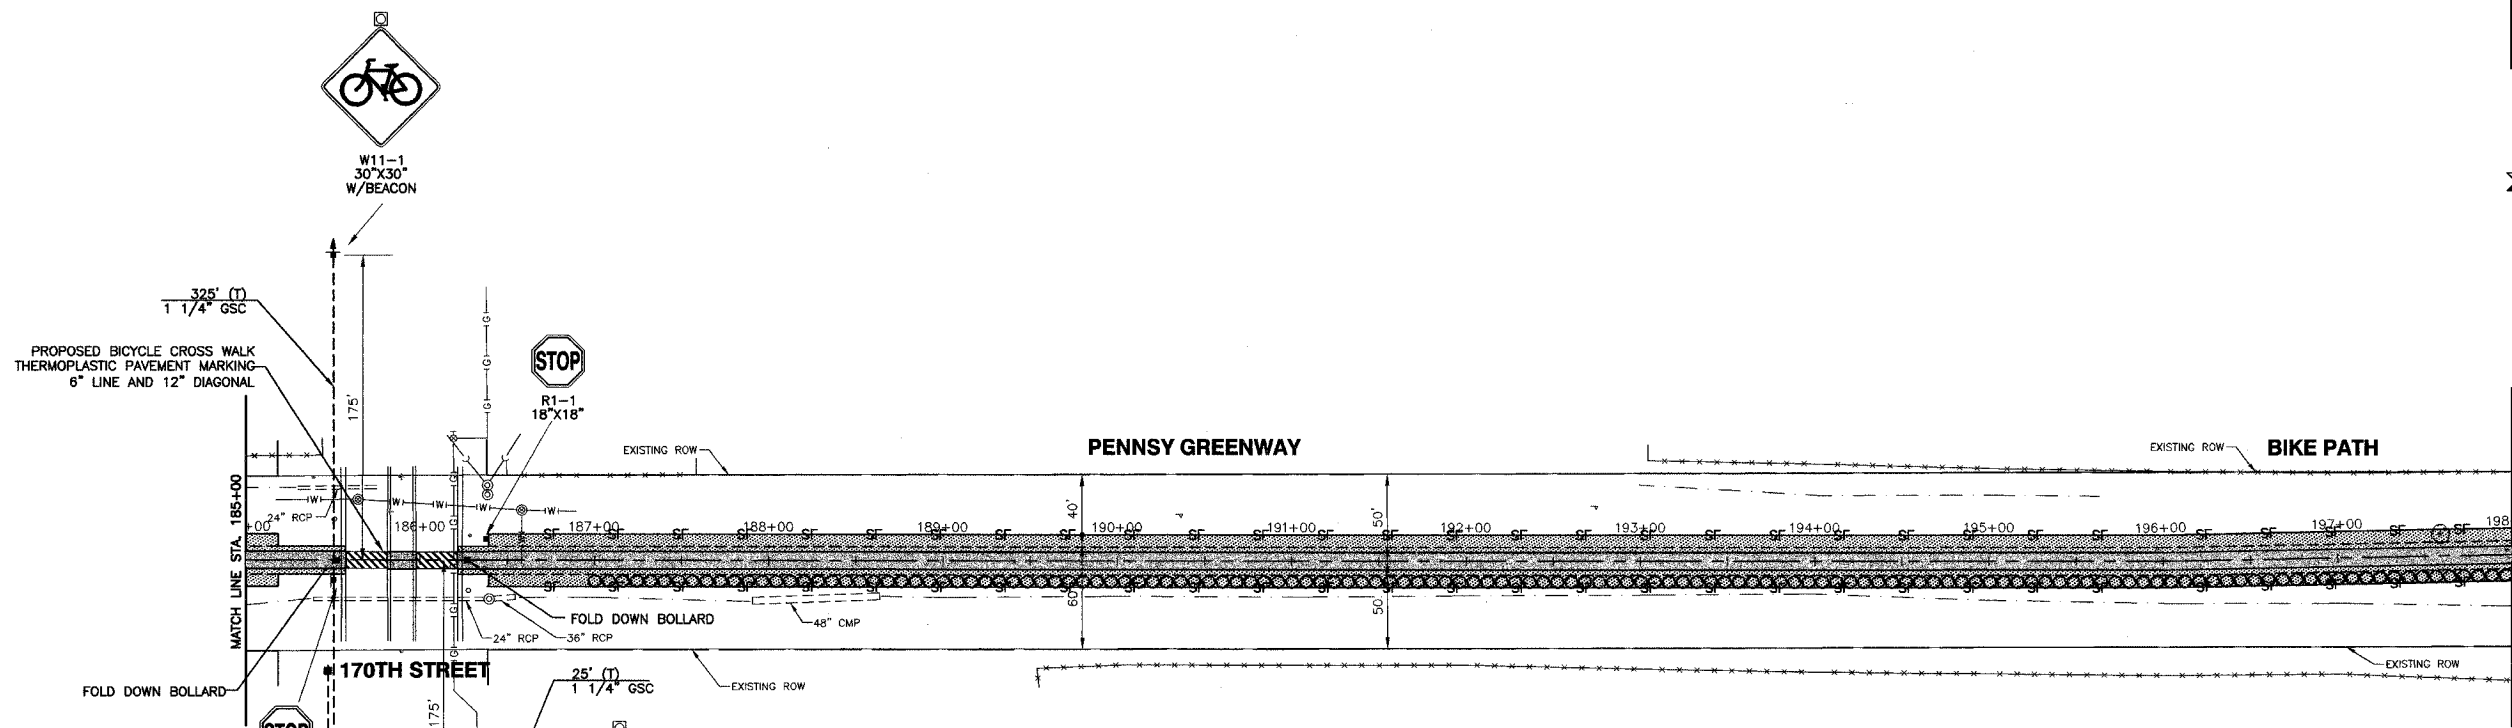 W11-1
30"X30"
W/BEACON
325' (T)
1 1/4" GSC
PROPOSED BICYCLE CROSS WALK
THERMOPLASTIC PAVEMENT MARKING
6" LINE AND 12" DIAGONAL
175'
STOP
R1-1
18"X18"
EXISTING ROW
PENNSY GREENWAY
EXISTING ROW
BIKE PATH
MATCH LINE STA. 185+00
24" RCP
+00
186+00
187+00
188+00
189+00
190+00
191+00
192+00
193+00
194+00
195+00
196+00
197+00
198
40'
50'
60'
50'
FOLD DOWN BOLLARD
24" RCP
36" RCP
48" CMP
170TH STREET
FOLD DOWN BOLLARD
25' (T)
1 1/4" GSC
EXISTING ROW
EXISTING ROW
175'
STOP